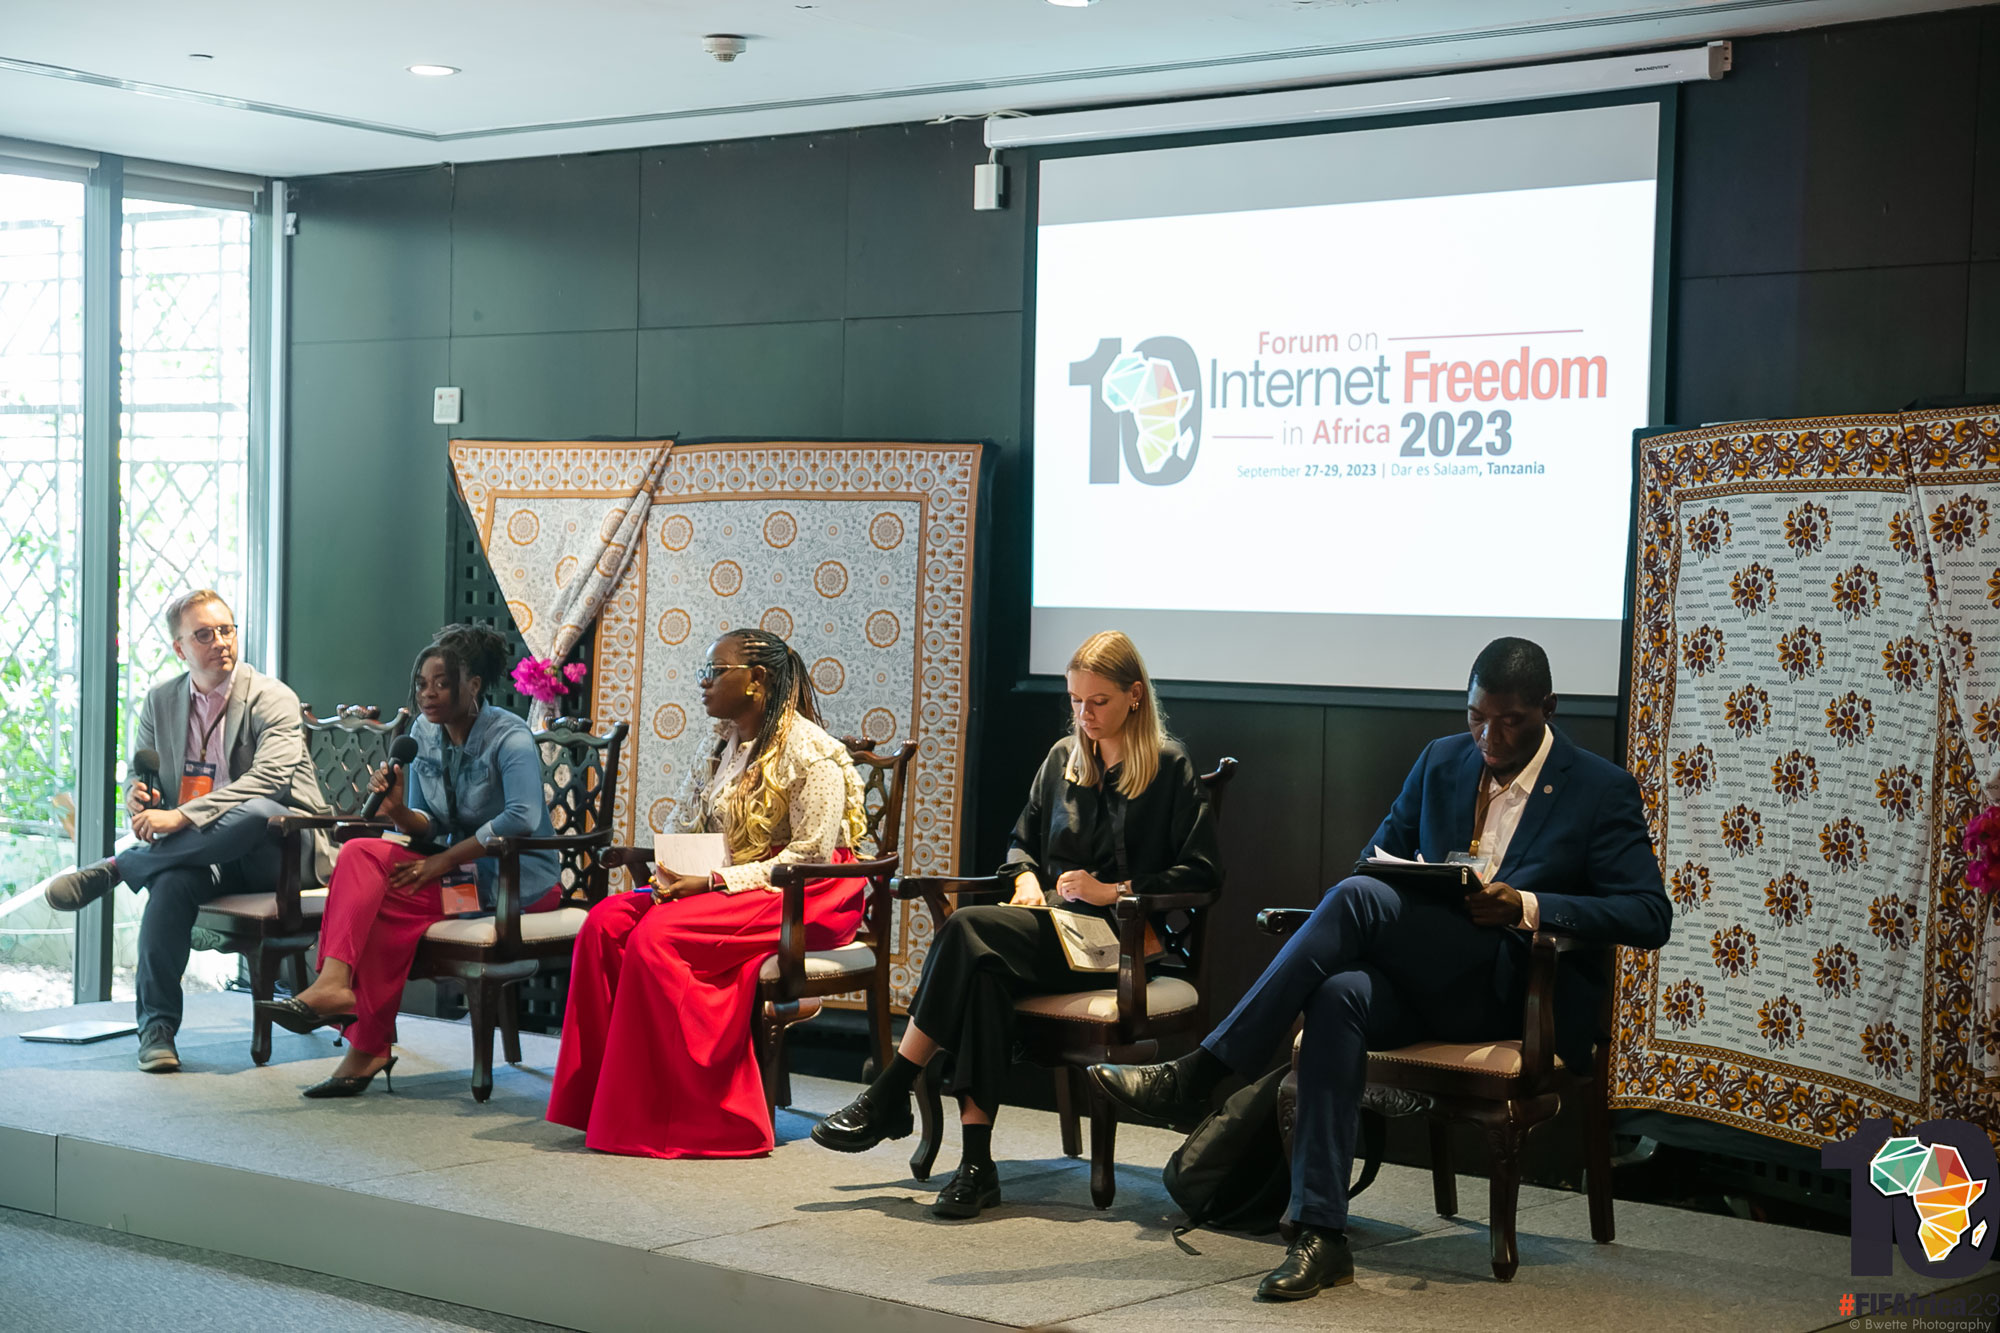 BRANDVIEW
10
Forum on
Internet Freedom
in Africa 2023
September 27-29, 2023 | Dar es Salaam, Tanzania
10
#FIFAfrica23
© Bwette Photography